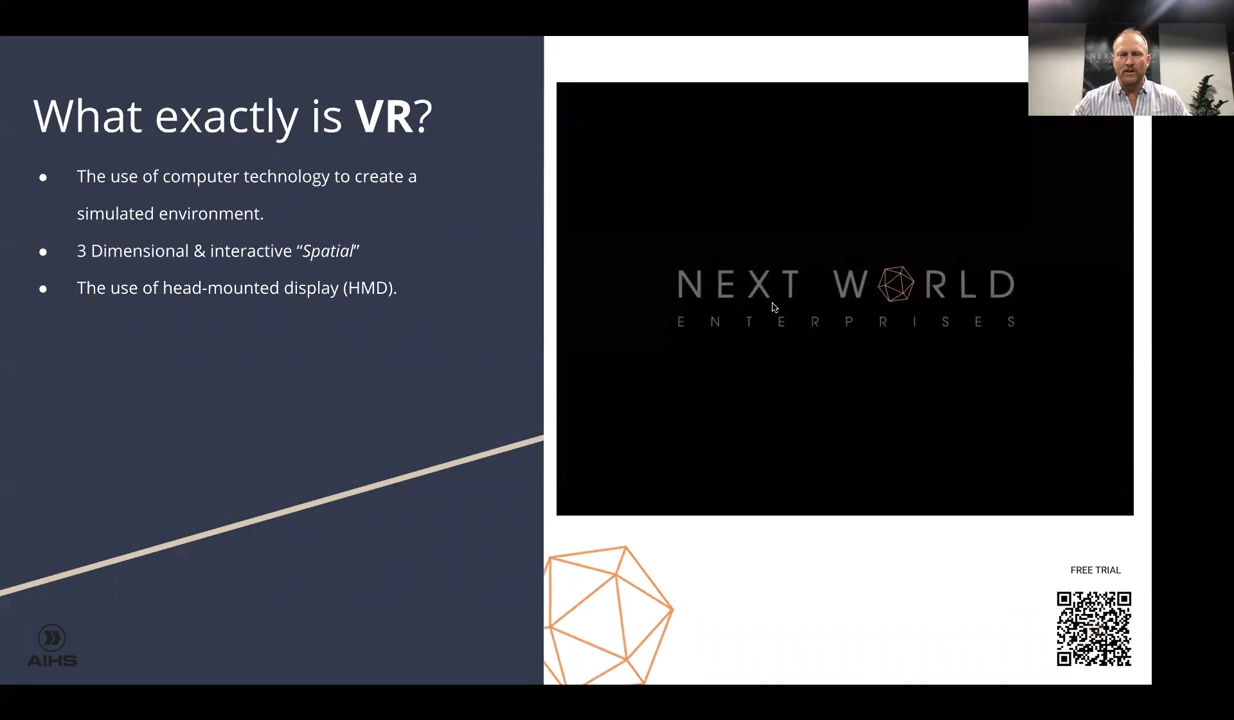 What exactly is VR?
● The use of computer technology to create a
simulated environment.
● 3 Dimensional & interactive “Spatial”
● The use of head-mounted display (HMD).
NEXT WORLD
ENTERPRISES
FREE TRIAL
AIHS